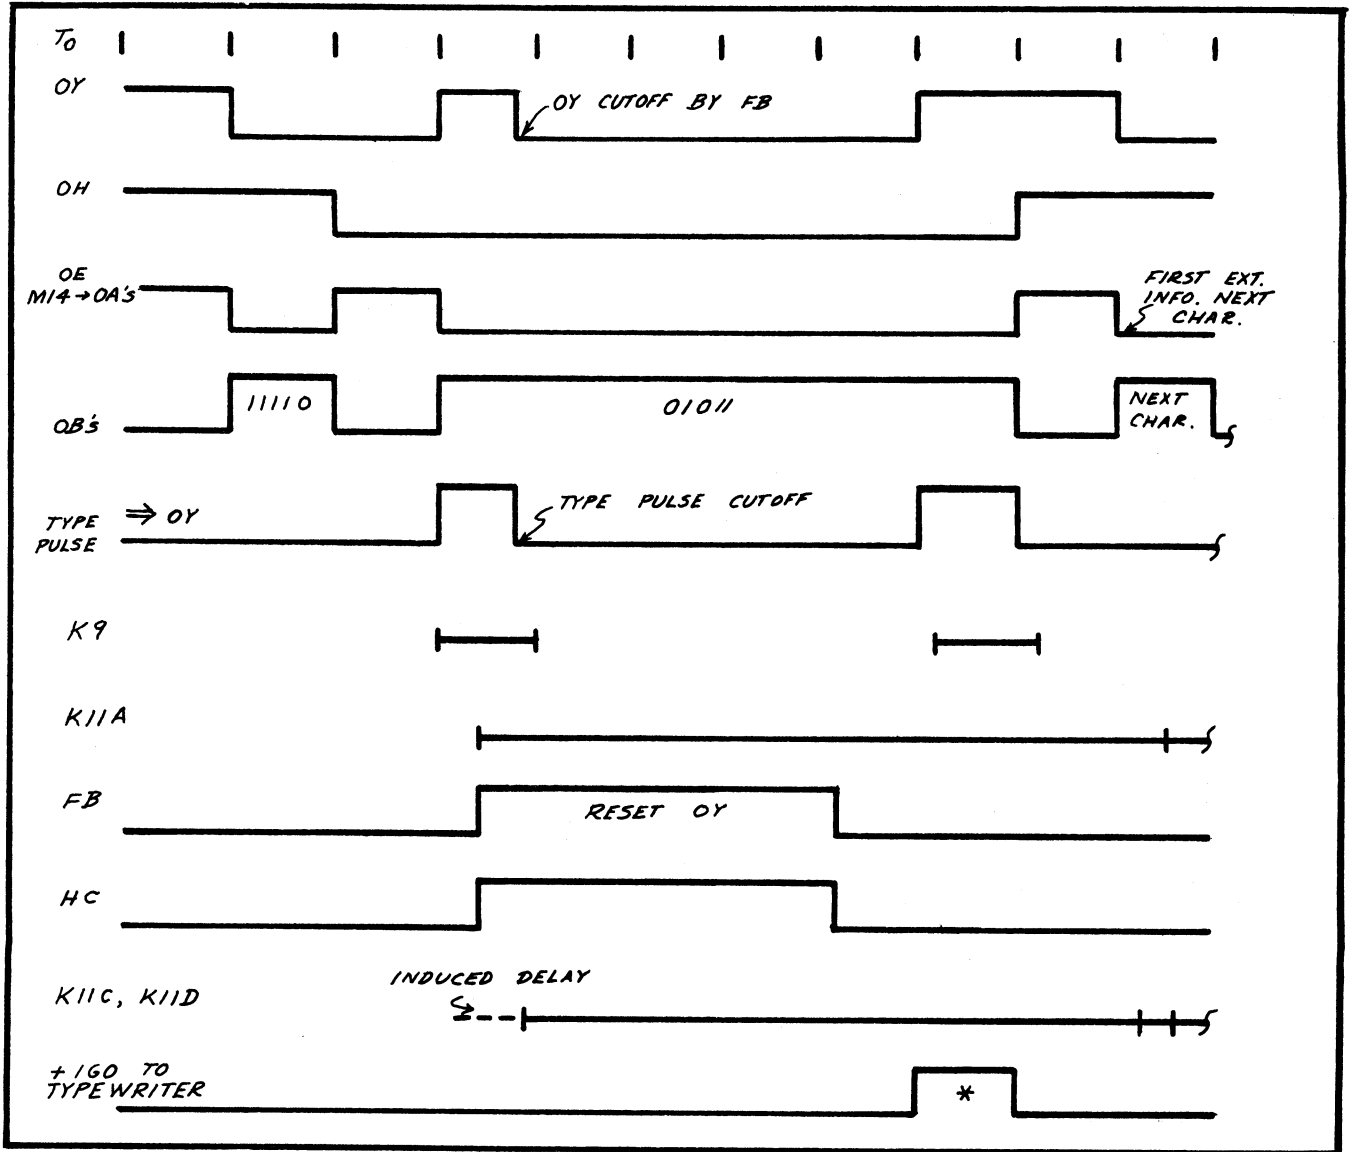 T₀
OY
OY CUTOFF BY FB
OH
OE
M14→OA's
FIRST EXT.
INFO. NEXT
CHAR.
OB's
11110
01011
NEXT
CHAR.
TYPE
PULSE
⇒ OY
TYPE PULSE CUTOFF
K9
K11A
FB
RESET OY
HC
INDUCED DELAY
K11C, K11D
+160 TO
TYPEWRITER
*